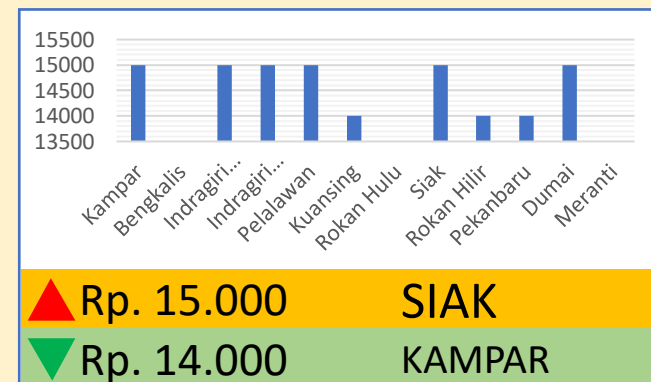 15500
15000
14500
14000
13500
Kampar
Bengkalis
Indragiri...
Indragiri...
Pelalawan
Kuansing
Rokan Hulu
Siak
Rokan Hilir
Pekanbaru
Dumai
Meranti
Rp. 15.000 SIAK
Rp. 14.000 KAMPAR